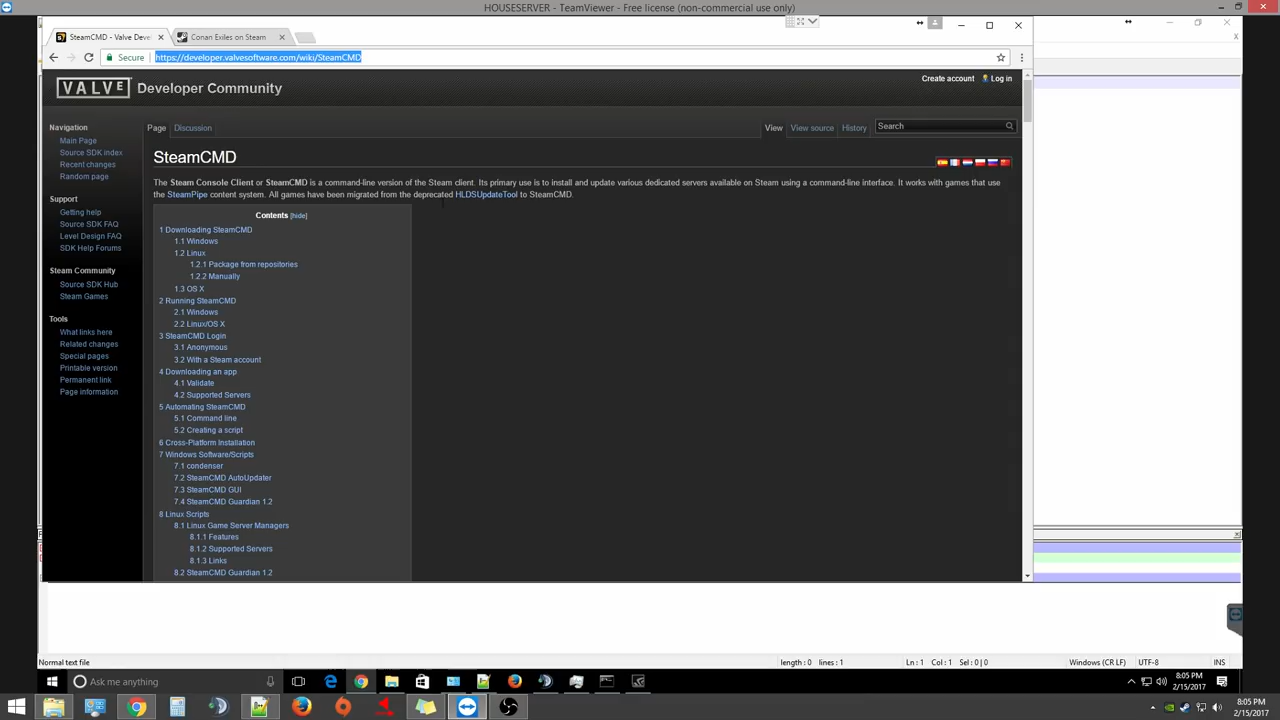 HOUSESERVER - TeamViewer - Free license (non-commercial use only)
SteamCMD - Valve Deve
Conan Exiles on Steam
Secure
https://developer.valvesoftware.com/wiki/SteamCMD
Create account
Log in
VALVE Developer Community
Navigation
Main Page
Source SDK index
Recent changes
Random page
Support
Getting help
Source SDK FAQ
Level Design FAQ
SDK Help Forums
Steam Community
Source SDK Hub
Steam Games
Tools
What links here
Related changes
Special pages
Printable version
Permanent link
Page information
Page
Discussion
View
View source
History
Search
SteamCMD
The Steam Console Client or SteamCMD is a command-line version of the Steam client. Its primary use is to install and update various dedicated servers available on Steam using a command-line interface. It works with games that use
the SteamPipe content system. All games have been migrated from the deprecated HLDSUpdateTool to SteamCMD.
Contents [hide]
1 Downloading SteamCMD
1.1 Windows
1.2 Linux
1.2.1 Package from repositories
1.2.2 Manually
1.3 OS X
2 Running SteamCMD
2.1 Windows
2.2 Linux/OS X
3 SteamCMD Login
3.1 Anonymous
3.2 With a Steam account
4 Downloading an app
4.1 Validate
4.2 Supported Servers
5 Automating SteamCMD
5.1 Command line
5.2 Creating a script
6 Cross-Platform Installation
7 Windows Software/Scripts
7.1 condenser
7.2 SteamCMD AutoUpdater
7.3 SteamCMD GUI
7.4 SteamCMD Guardian 1.2
8 Linux Scripts
8.1 Linux Game Server Managers
8.1.1 Features
8.1.2 Supported Servers
8.1.3 Links
8.2 SteamCMD Guardian 1.2
Normal text file
length : 0 lines : 1
Ln : 1 Col : 1 Sel : 0 | 0
Windows (CR LF)
UTF-8
INS
Ask me anything
8:05 PM
2/15/2017
8:05 PM
2/15/2017